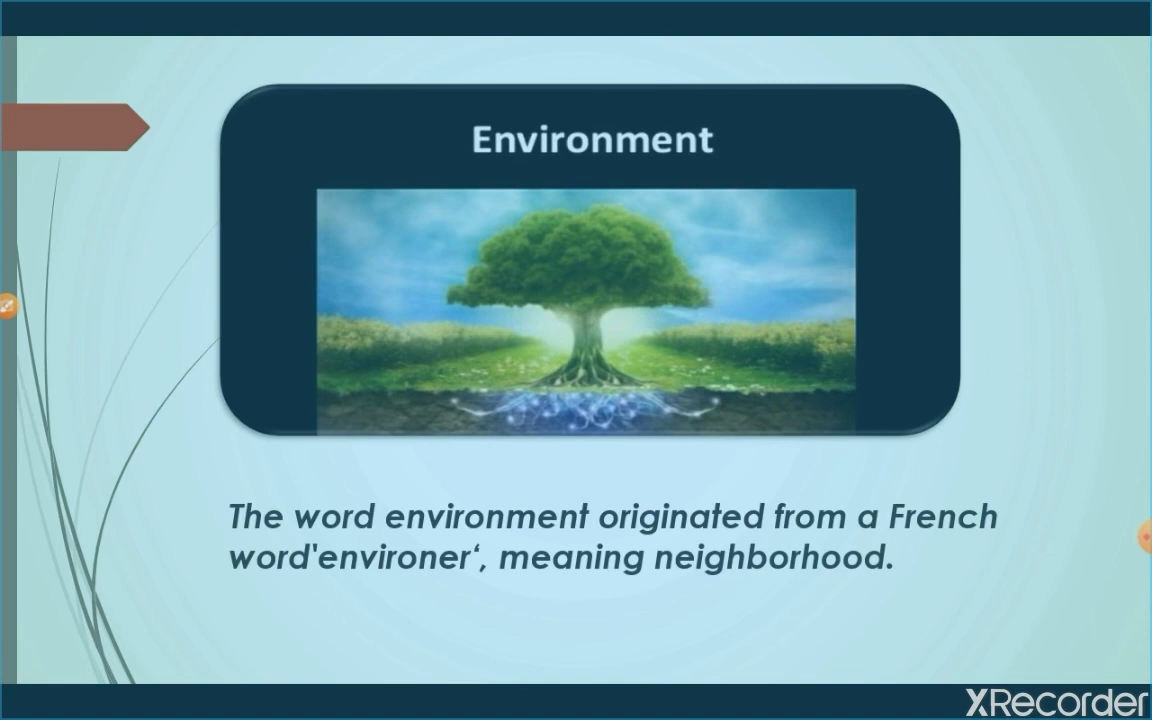 Environment
The word environment originated from a French
word'environer‘, meaning neighborhood.
XRecorder